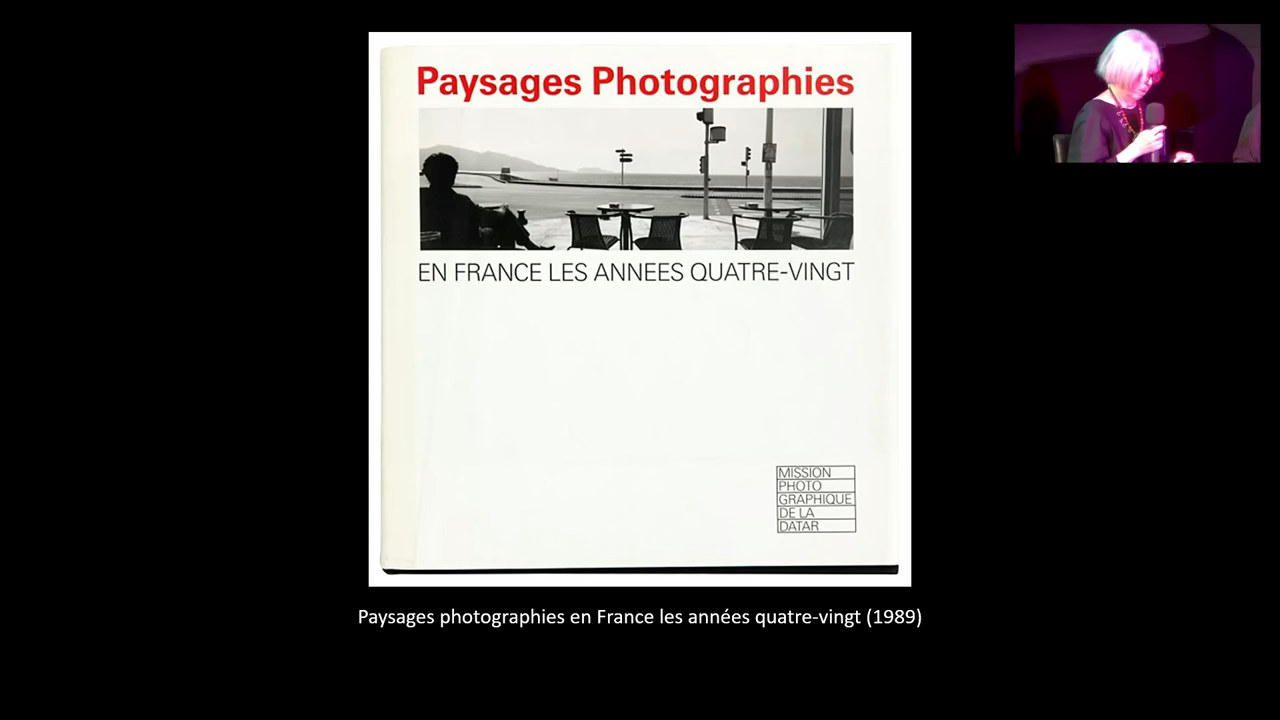 Paysages Photographies
EN FRANCE LES ANNEES QUATRE-VINGT
MISSION
PHOTO
GRAPHIQUE
DE LA
DATAR
Paysages photographies en France les années quatre-vingt (1989)